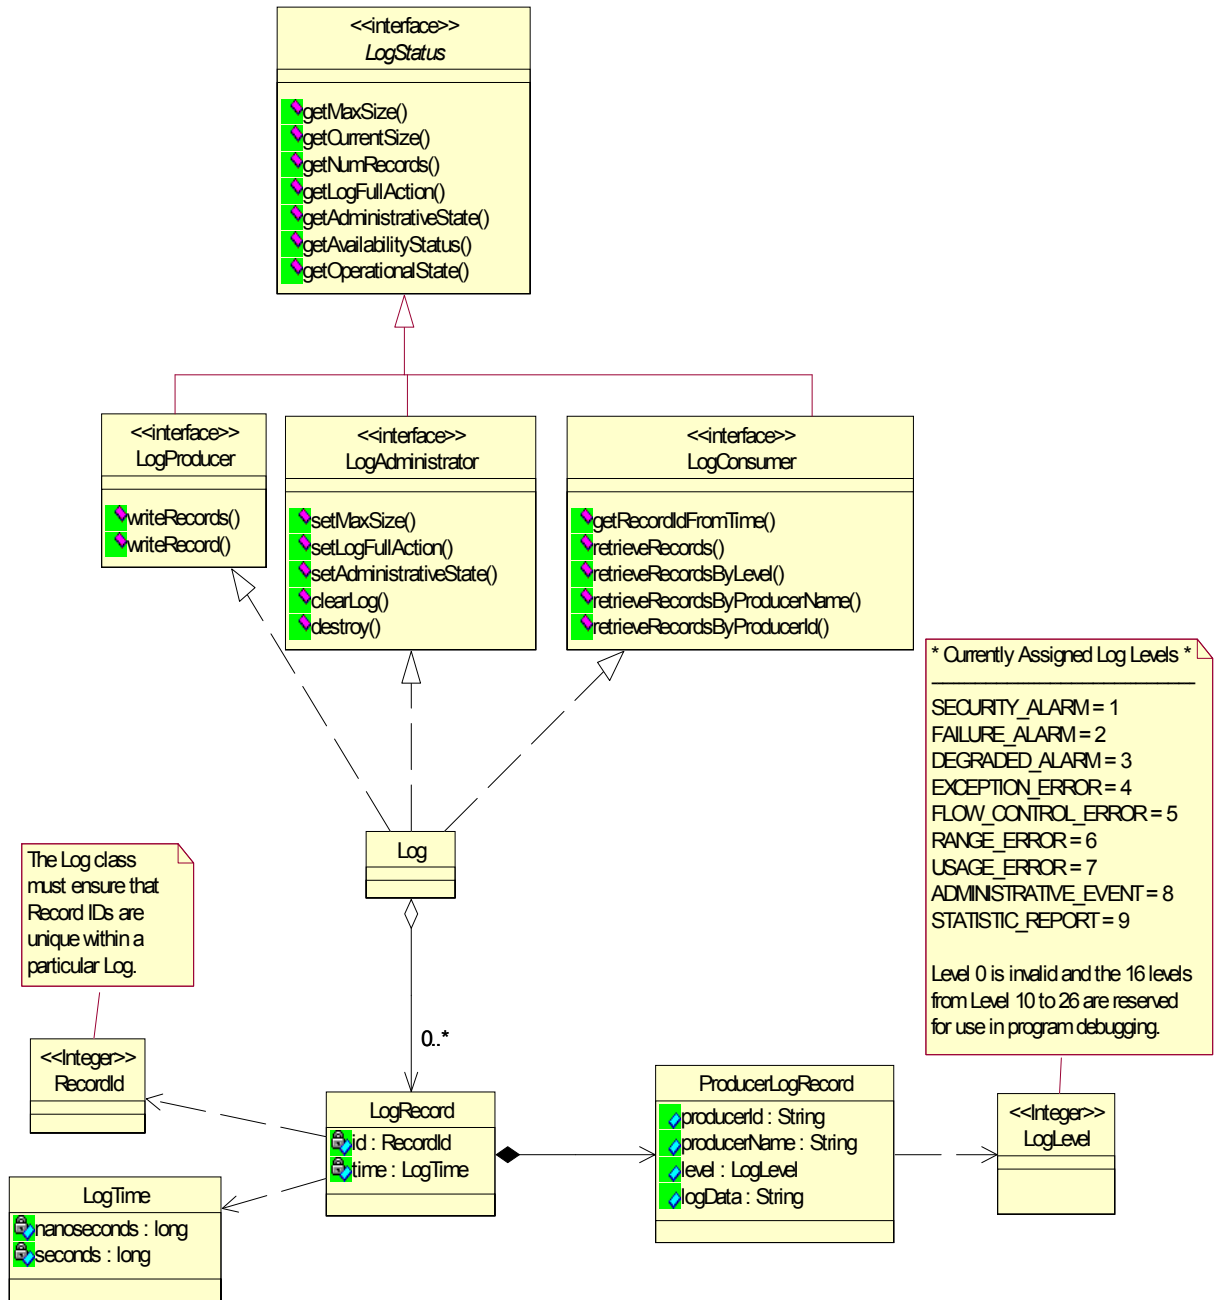 <<interface>>
LogStatus
getMaxSize()
getCurrentSize()
getNumRecords()
getLogFullAction()
getAdministrativeState()
getAvailabilityStatus()
getOperationalState()
<<interface>>
LogProducer
writeRecords()
writeRecord()
<<interface>>
LogAdministrator
setMaxSize()
setLogFullAction()
setAdministrativeState()
clearLog()
destroy()
<<interface>>
LogConsumer
getRecordIdFromTime()
retrieveRecords()
retrieveRecordsByLevel()
retrieveRecordsByProducerName()
retrieveRecordsByProducerId()
* Currently Assigned Log Levels *
SECURITY_ALARM = 1
FAILURE_ALARM = 2
DEGRADED_ALARM = 3
EXCEPTION_ERROR = 4
FLOW_CONTROL_ERROR = 5
RANGE_ERROR = 6
USAGE_ERROR = 7
ADMINISTRATIVE_EVENT = 8
STATISTIC_REPORT = 9
Level 0 is invalid and the 16 levels
from Level 10 to 26 are reserved
for use in program debugging.
Log
The Log class
must ensure that
Record IDs are
unique within a
particular Log.
0..*
<<Integer>>
RecordId
LogRecord
id : RecordId
time : LogTime
ProducerLogRecord
producerId : String
producerName : String
level : LogLevel
logData : String
<<Integer>>
LogLevel
LogTime
nanoseconds : long
seconds : long